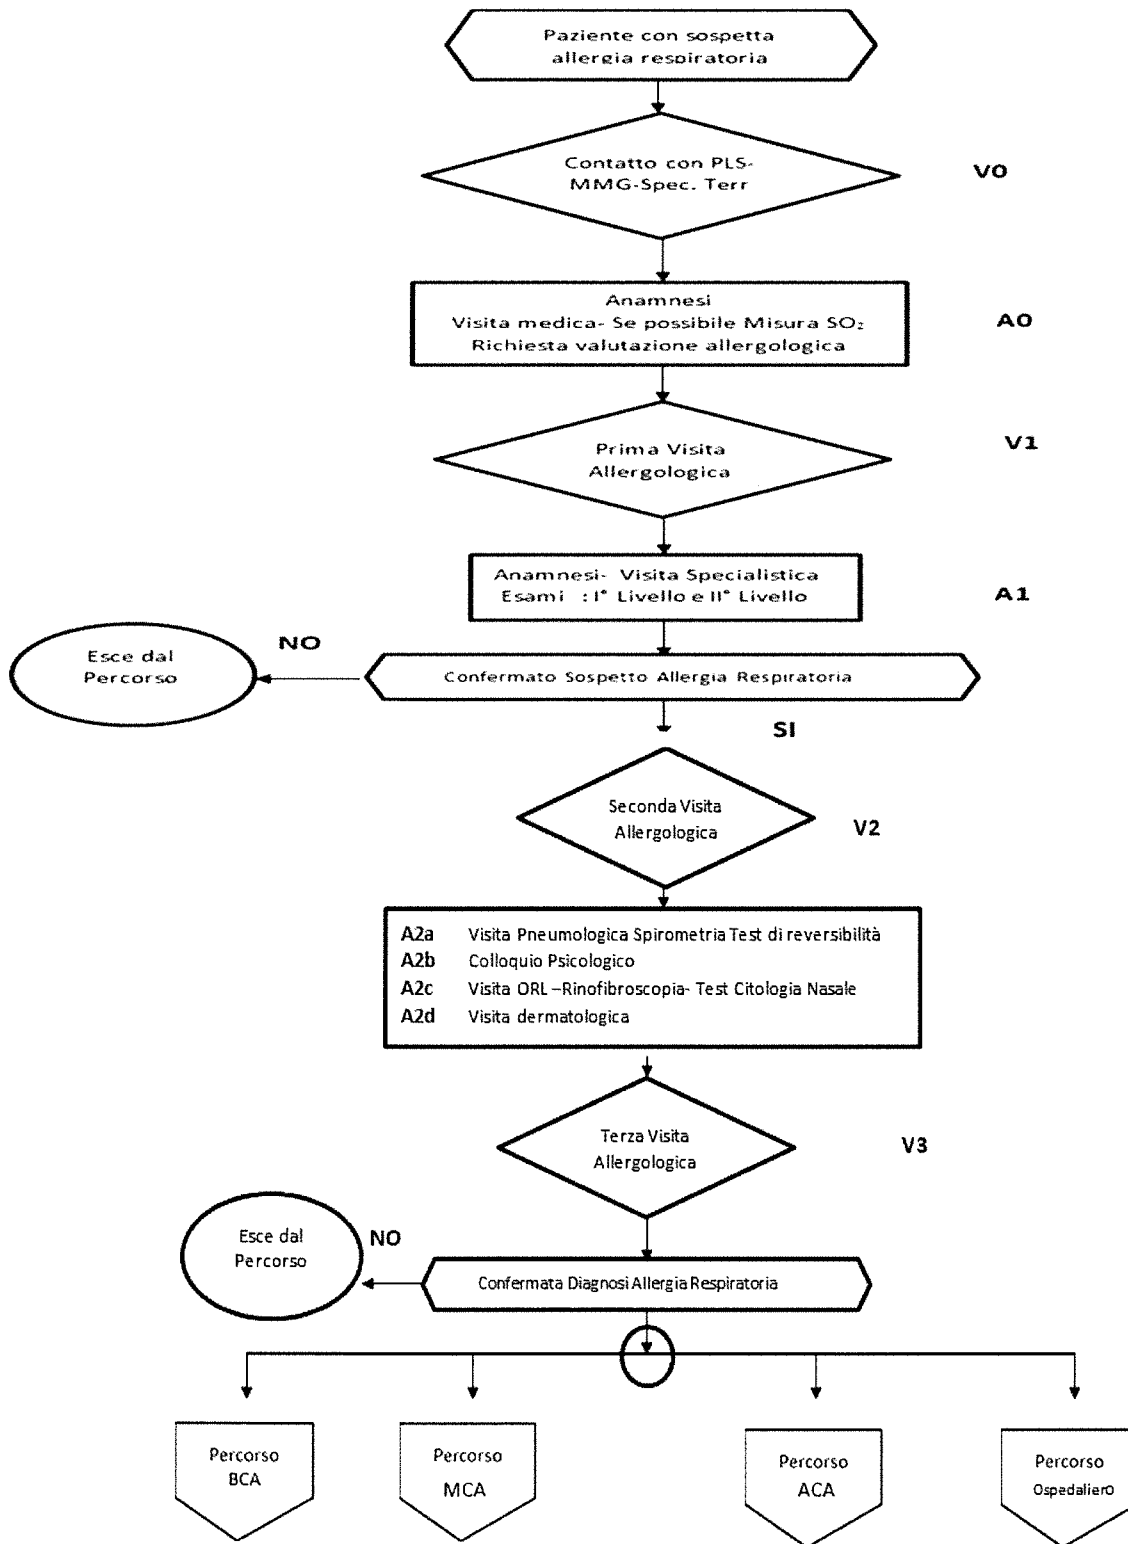 Paziente con sospetta
allergia respiratoria
Contatto con PLS-
MMG-Spec. Terr
V0
Anamnesi
Visita medica- Se possibile Misura SO₂
Richiesta valutazione allergologica
A0
Prima Visita
Allergologica
V1
Anamnesi- Visita Specialistica
Esami : I° Livello e II° Livello
A1
Esce dal
Percorso
NO
Confermato Sospetto Allergia Respiratoria
SI
Seconda Visita
Allergologica
V2
A2a Visita Pneumologica Spirometria Test di reversibilità
A2b Colloquio Psicologico
A2c Visita ORL –Rinofibroscopia- Test Citologia Nasale
A2d Visita dermatologica
Terza Visita
Allergologica
V3
Esce dal
Percorso
NO
Confermata Diagnosi Allergia Respiratoria
Percorso
BCA
Percorso
MCA
Percorso
ACA
Percorso
Ospedaliero